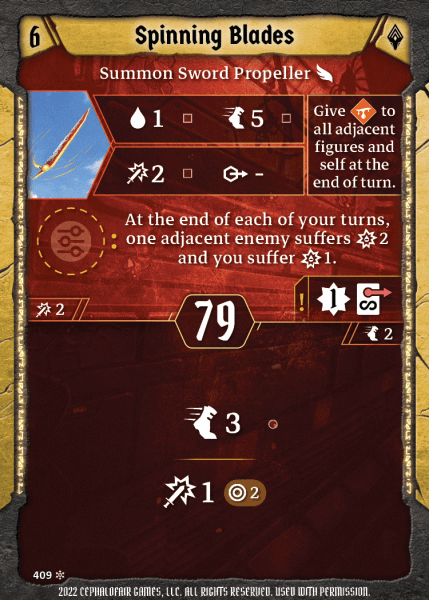 6
Spinning Blades
Summon Sword Propeller
1
5
2
-
Give to
all adjacent
figures and
self at the
end of turn.
At the end of each of your turns,
one adjacent enemy suffers 2
and you suffer 1.
2
79
! 1
2
3
1 2
409
2022 CEPHALOFAIR GAMES, LLC. ALL RIGHTS RESERVED. USED WITH PERMISSION.